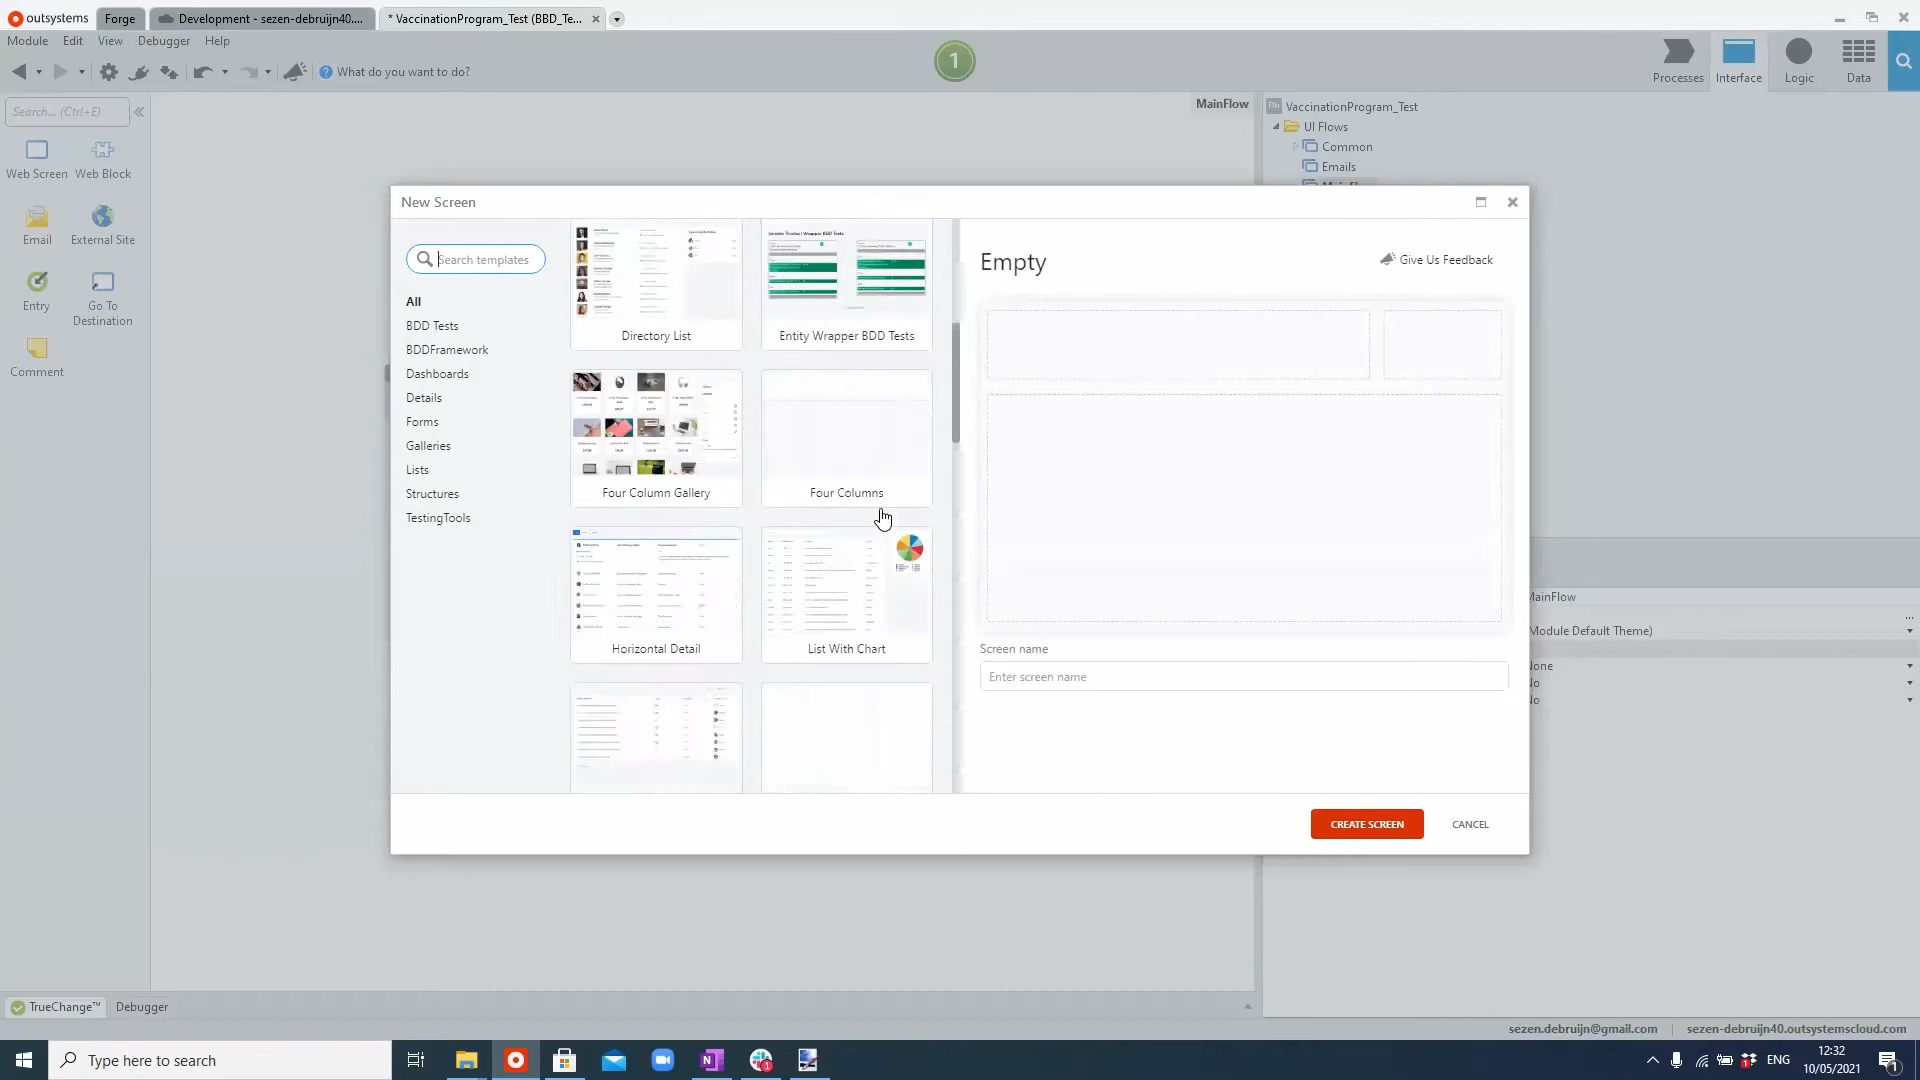 outsystems
Forge
Development - sezen-debruijn40....
* VaccinationProgram_Test (BBD_Te...
Module
Edit
View
Debugger
Help
What do you want to do?
1
Processes
Interface
Logic
Data
Search... (Ctrl+E)
Web Screen
Web Block
Email
External Site
Entry
Go To
Destination
Comment
MainFlow
VaccinationProgram_Test
UI Flows
Common
Emails
New Screen
Search templates
All
BDD Tests
BDDFramework
Dashboards
Details
Forms
Galleries
Lists
Structures
TestingTools
Directory List
Entity Wrapper BDD Tests
Four Column Gallery
Four Columns
Horizontal Detail
List With Chart
Empty
Give Us Feedback
Screen name
Enter screen name
CREATE SCREEN
CANCEL
MainFlow
(Module Default Theme)
None
No
No
TrueChange™
Debugger
sezen.debruijn@gmail.com
sezen-debruijn40.outsystemscloud.com
Type here to search
ENG
12:32
10/05/2021